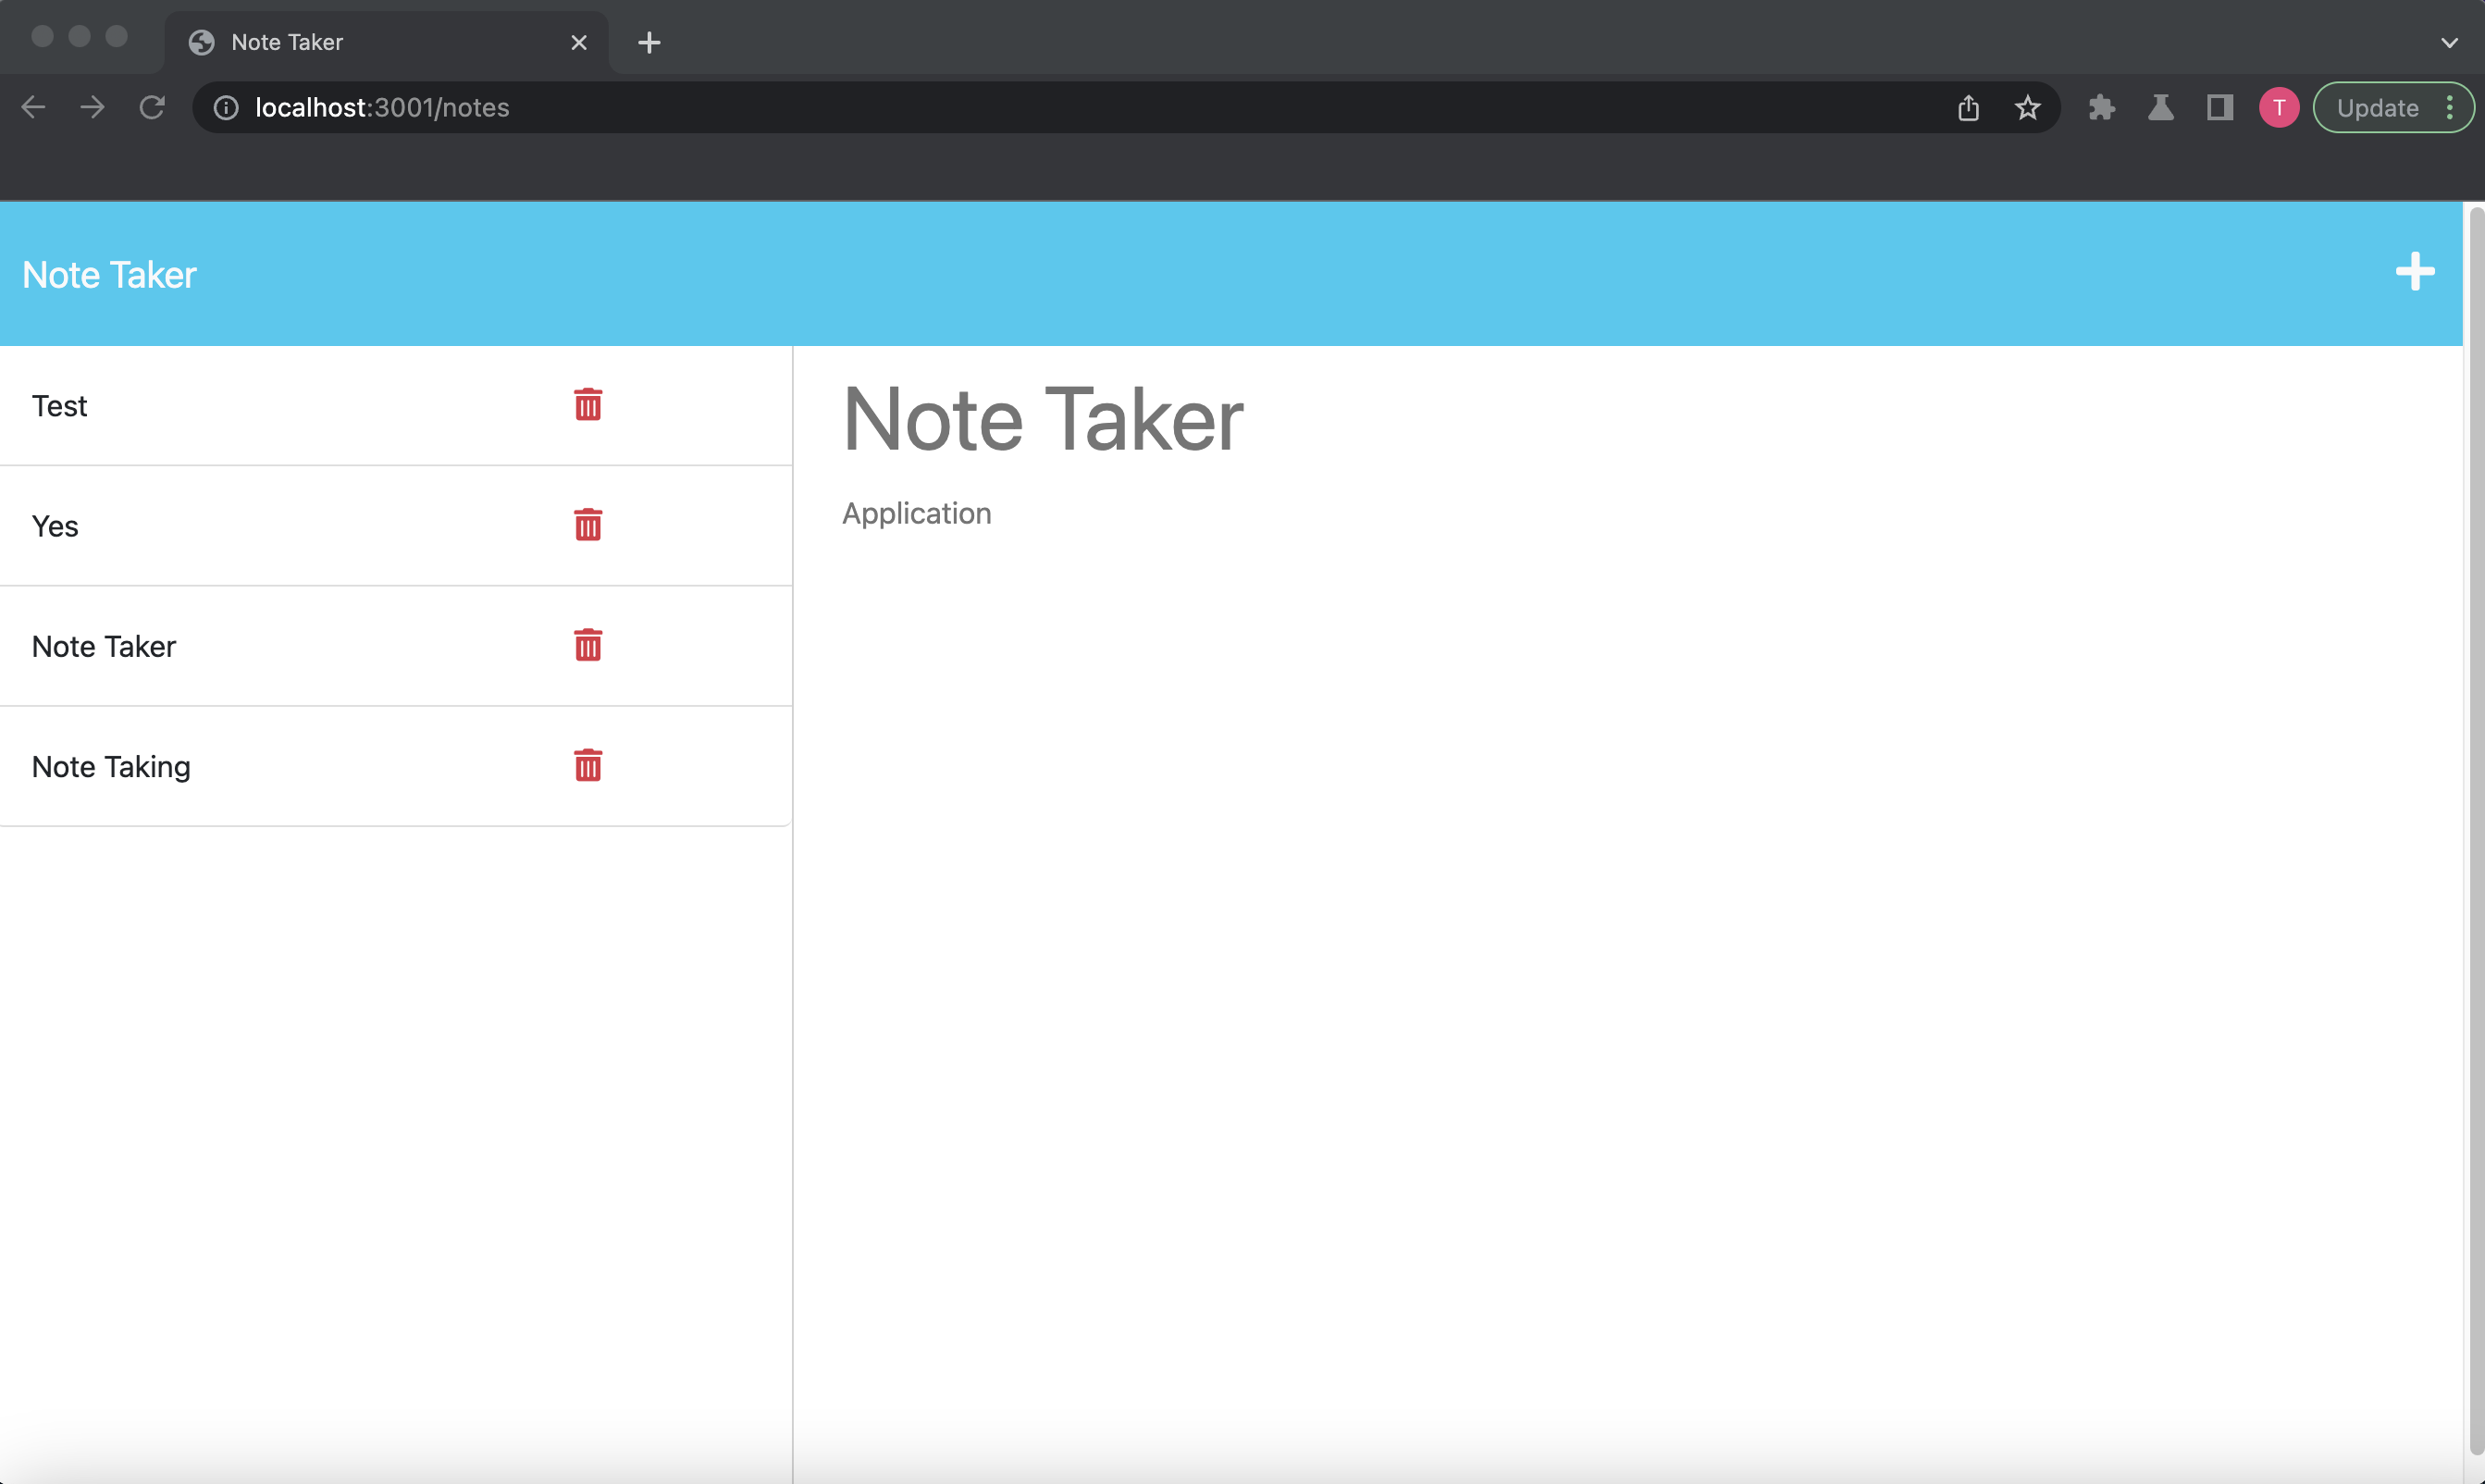 Note Taker
localhost:3001/notes
T
Update
Note Taker
Test
Yes
Note Taker
Note Taking
Note Taker
Application